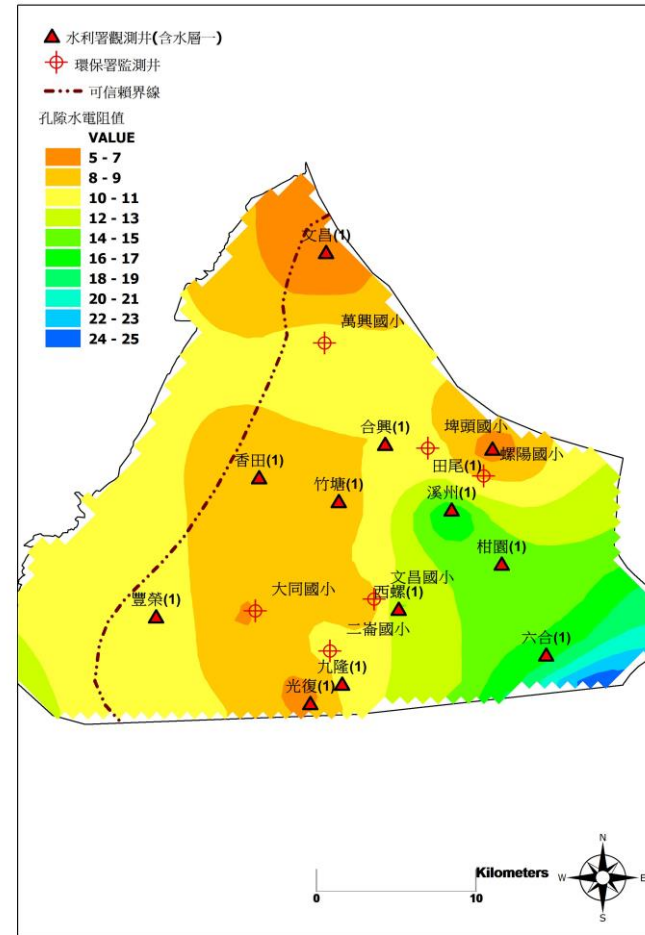 水利署觀測井(含水層一)
環保署監測井
可信賴界線
孔隙水電阻值
VALUE
5 - 7
8 - 9
10 - 11
12 - 13
14 - 15
16 - 17
18 - 19
20 - 21
22 - 23
24 - 25
文昌(1)
萬興國小
合興(1)
埤頭國小
香田(1)
田尾(1)
螺陽國小
竹塘(1)
溪州(1)
柑園(1)
大同國小
文昌國小
豐榮(1)
西螺(1)
二崙國小
六合(1)
九隆(1)
光復(1)
N
Kilometers
W
E
S
0
10